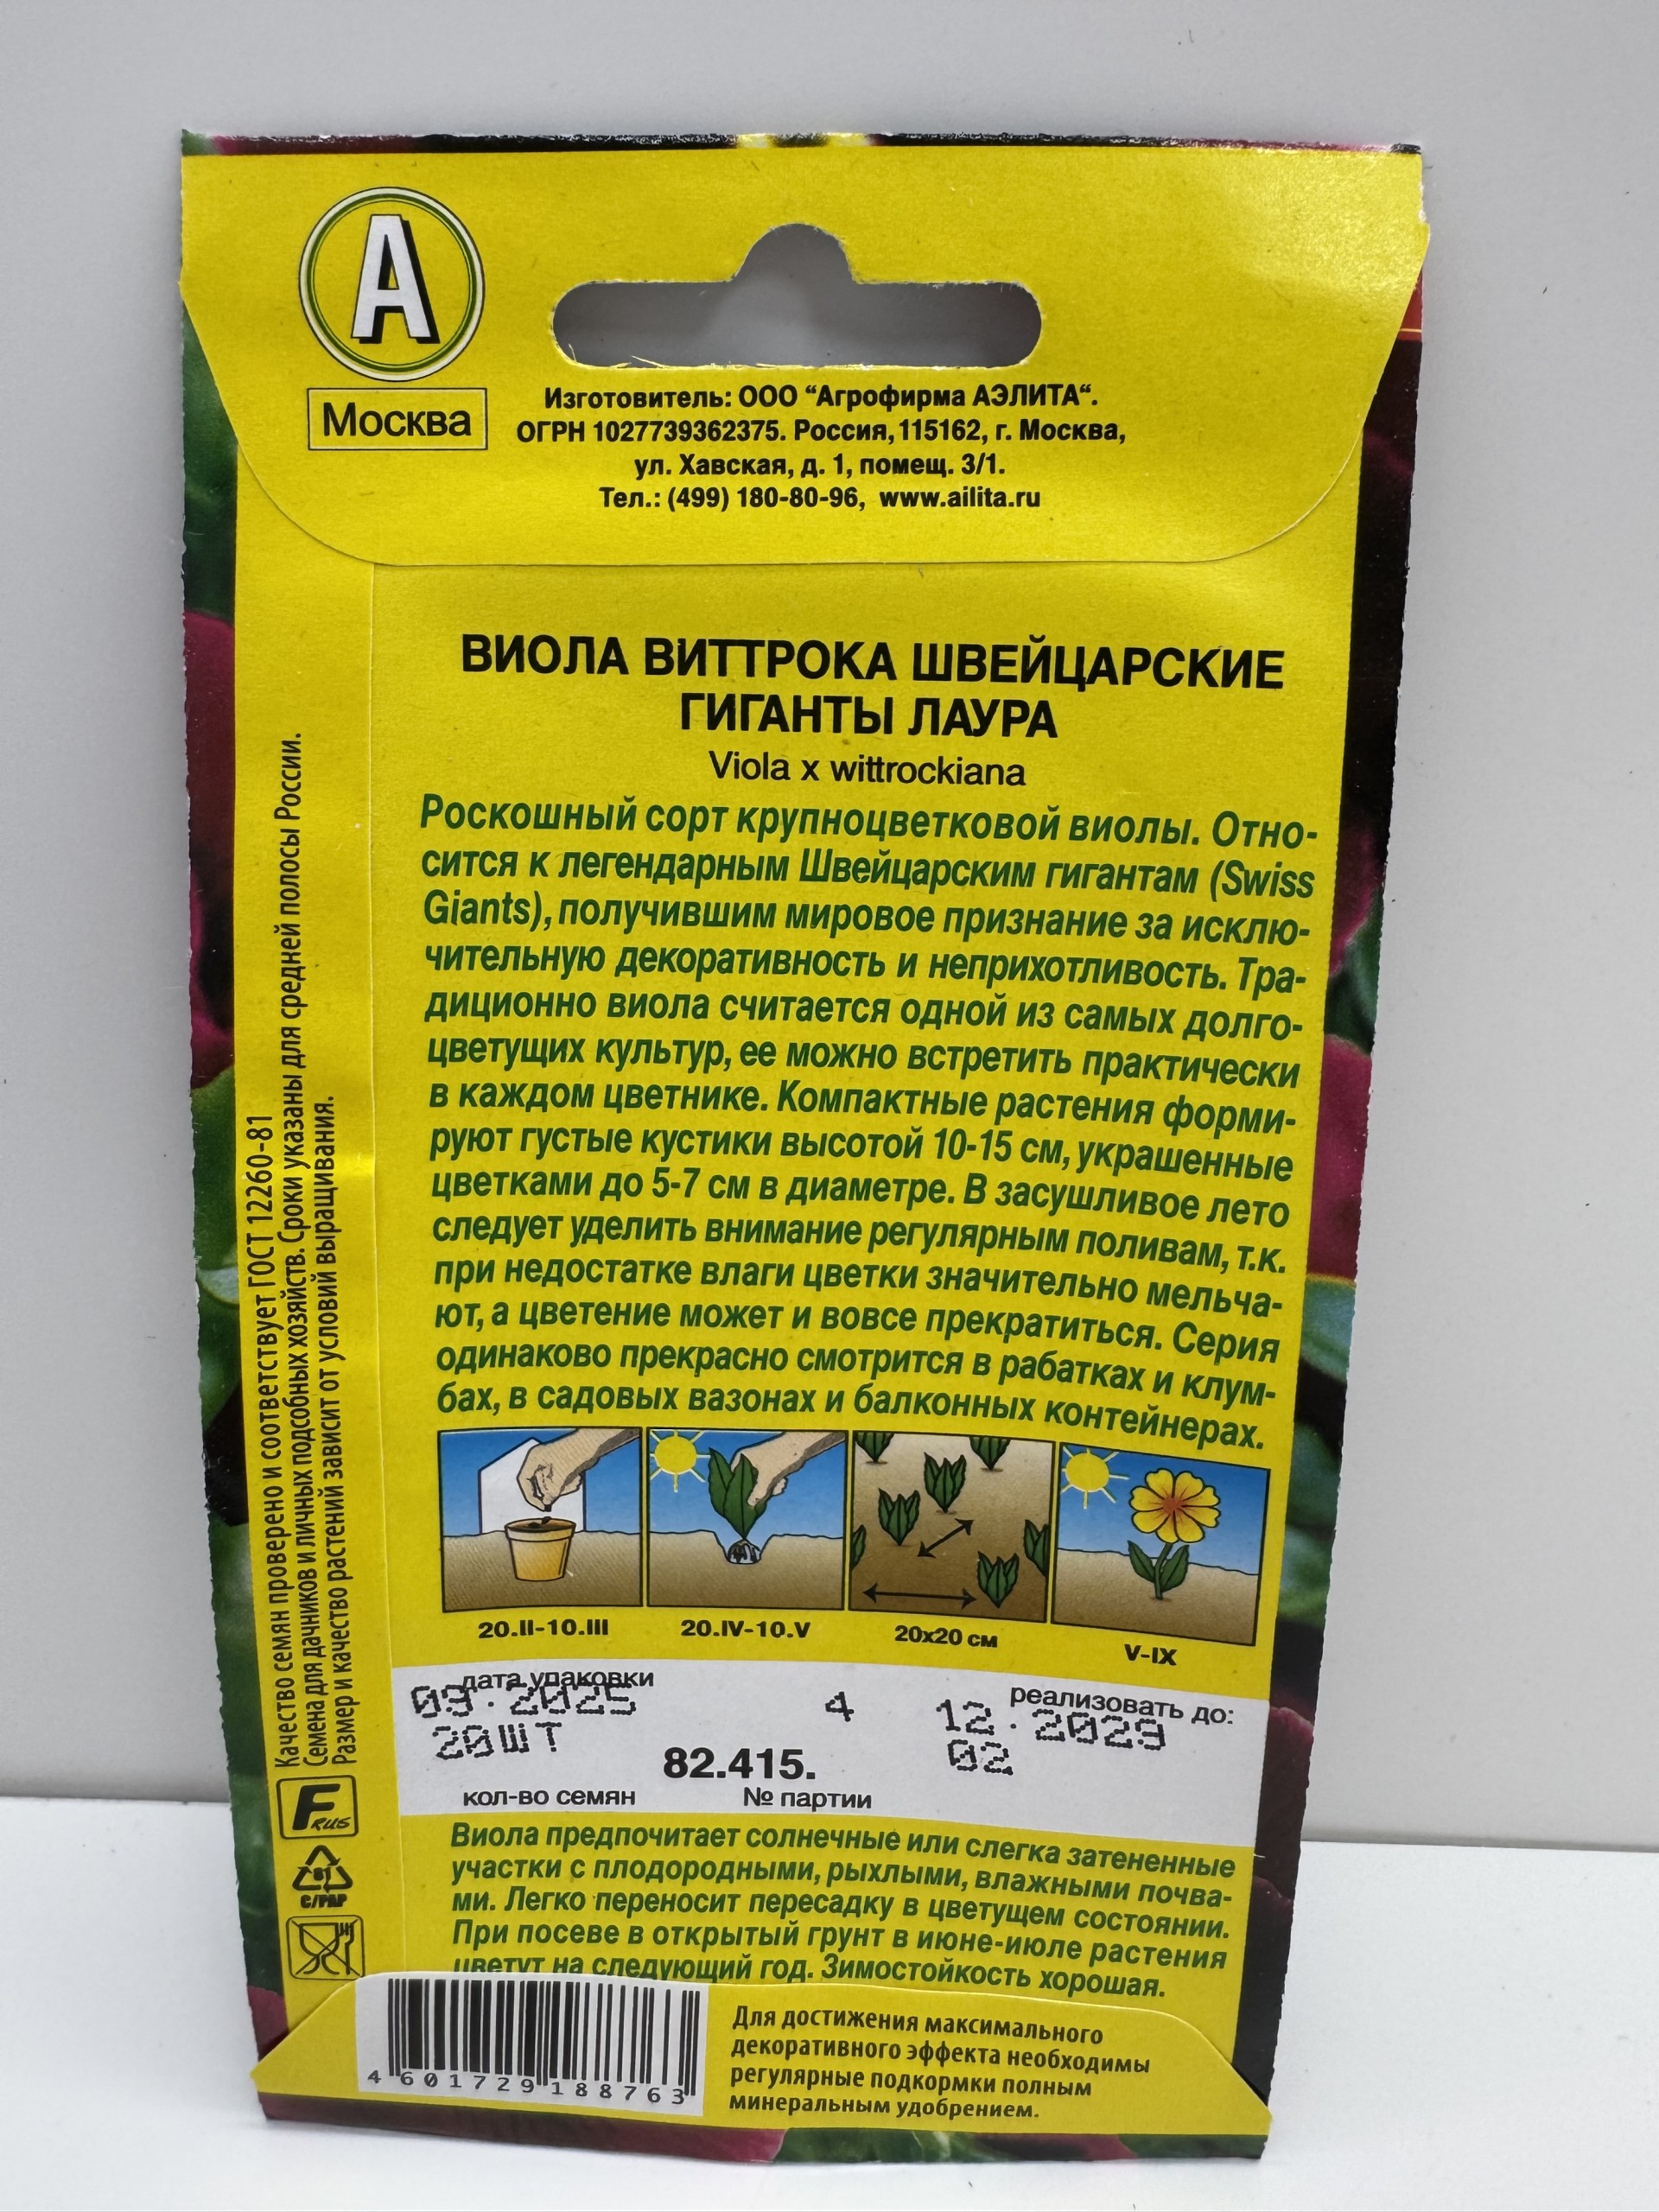 А
Москва
Изготовитель: ООО “Агрофирма АЭЛИТА“.
ОГРН 1027739362375. Россия, 115162, г. Москва,
ул. Хавская, д. 1, помещ. 3/1.
Тел.: (499) 180-80-96, www.ailita.ru
ВИОЛА ВИТТРОКА ШВЕЙЦАРСКИЕ
ГИГАНТЫ ЛАУРА
Viola x wittrockiana
Роскошный сорт крупноцветковой виолы. Отно-
сится к легендарным Швейцарским гигантам (Swiss
Giants), получившим мировое признание за исклю-
чительную декоративность и неприхотливость. Тра-
диционно виола считается одной из самых долго-
цветущих культур, ее можно встретить практически
в каждом цветнике. Компактные растения форми-
руют густые кустики высотой 10-15 см, украшенные
цветками до 5-7 см в диаметре. В засушливое лето
следует уделить внимание регулярным поливам, т.к.
при недостатке влаги цветки значительно мельча-
ют, а цветение может и вовсе прекратиться. Серия
одинаково прекрасно смотрится в рабатках и клум-
бах, в садовых вазонах и балконных контейнерах.
20.II-10.III
20.IV-10.V
20х20 см
V-IX
дата упаковки
реализовать до:
09.2025
4
12.2029
20ШТ
02
82.415.
кол-во семян
№ партии
Виола предпочитает солнечные или слегка затененные
участки с плодородными, рыхлыми, влажными почва-
ми. Легко переносит пересадку в цветущем состоянии.
При посеве в открытый грунт в июне-июле растения
цветут на следующий год. Зимостойкость хорошая.
4 601729 188763
Для достижения максимального
декоративного эффекта необходимы
регулярные подкормки полным
минеральным удобрением.
Качество семян проверено и соответствует ГОСТ 12260-81
Семена для дачников и личных подсобных хозяйств. Сроки указаны для средней полосы России.
Размер и качество растений зависит от условий выращивания.
F RUS
81
C/PAP